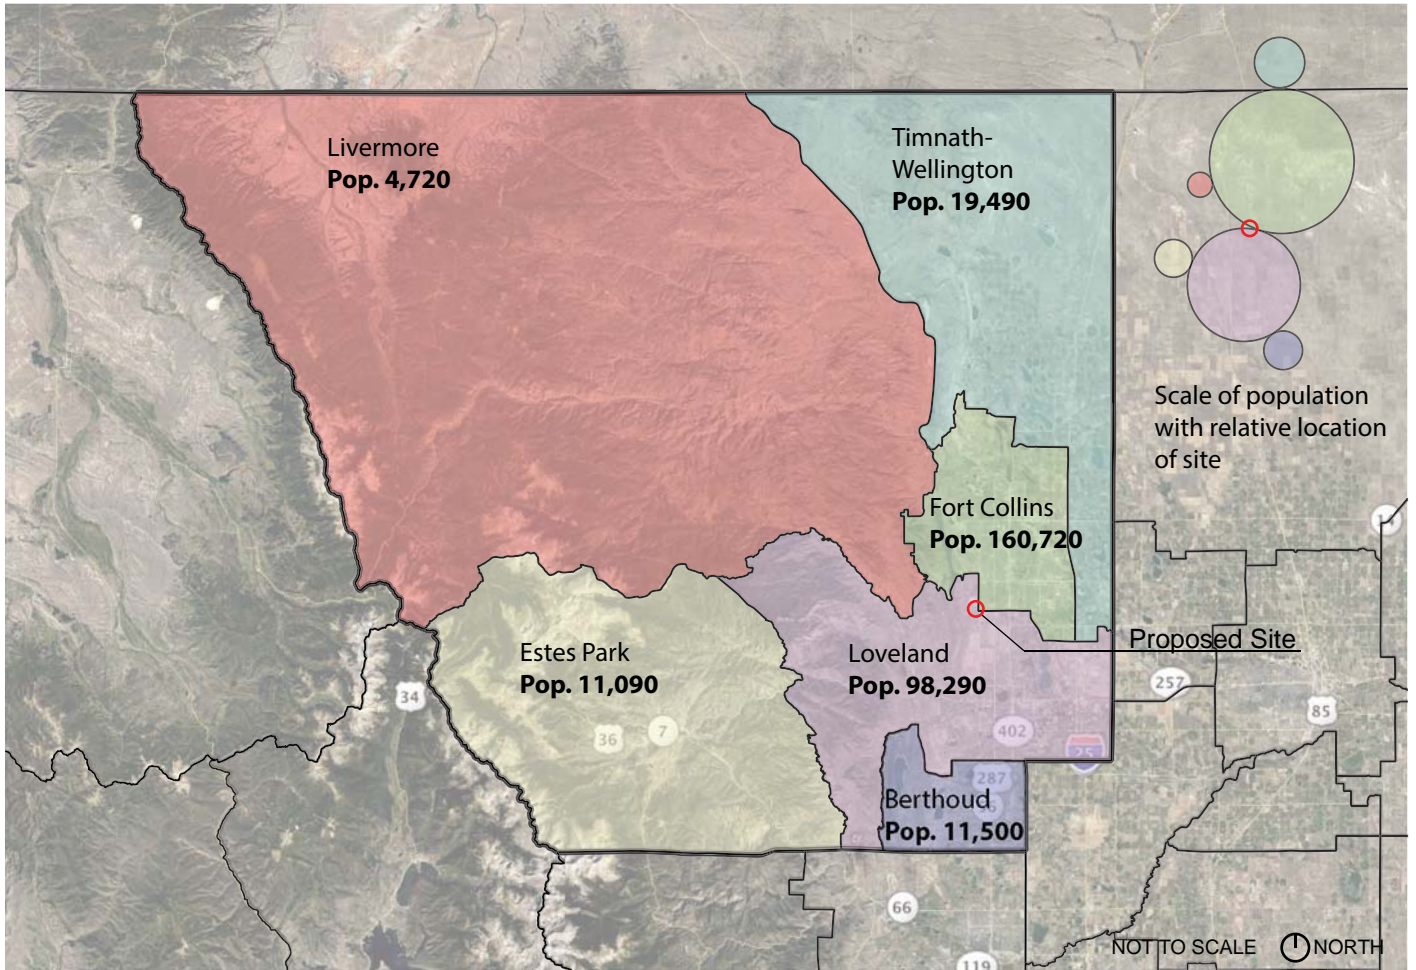 Livermore
Pop. 4,720
Timnath-
Wellington
Pop. 19,490
Scale of population
with relative location
of site
Fort Collins
Pop. 160,720
Proposed Site
Estes Park
Pop. 11,090
Loveland
Pop. 98,290
Berthoud
Pop. 11,500
34
36
7
402
25
287
257
85
14
66
119
NOT TO SCALE
NORTH